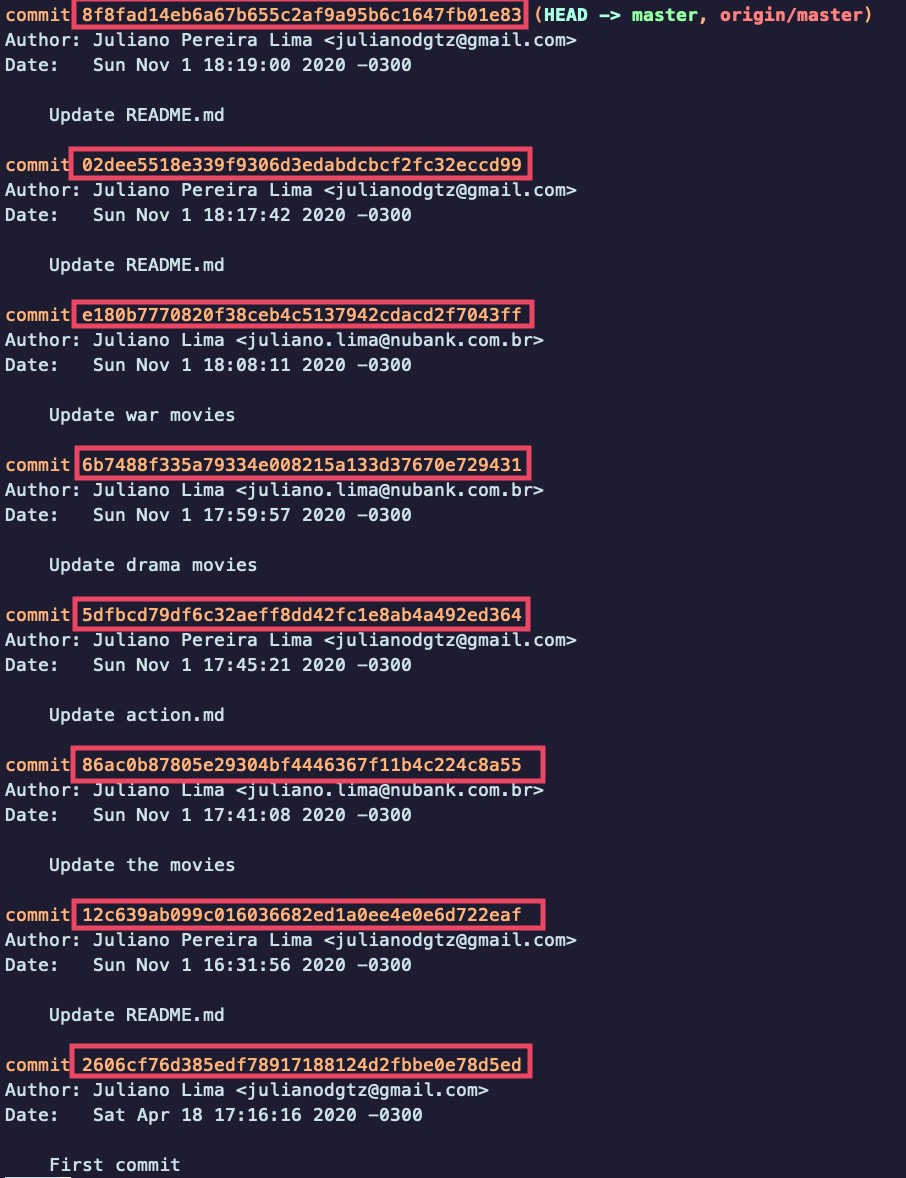 commit 8f8fad14eb6a67b655c2af9a95b6c1647fb01e83 (HEAD -> master, origin/master)
Author: Juliano Pereira Lima <julianodgtz@gmail.com>
Date:   Sun Nov 1 18:19:00 2020 -0300
    Update README.md
commit 02dee5518e339f9306d3edabdcbcf2fc32eccd99
Author: Juliano Pereira Lima <julianodgtz@gmail.com>
Date:   Sun Nov 1 18:17:42 2020 -0300
    Update README.md
commit e180b7770820f38ceb4c5137942cdacd2f7043ff
Author: Juliano Lima <juliano.lima@nubank.com.br>
Date:   Sun Nov 1 18:08:11 2020 -0300
    Update war movies
commit 6b7488f335a79334e008215a133d37670e729431
Author: Juliano Lima <juliano.lima@nubank.com.br>
Date:   Sun Nov 1 17:59:57 2020 -0300
    Update drama movies
commit 5dfbcd79df6c32aeff8dd42fc1e8ab4a492ed364
Author: Juliano Pereira Lima <julianodgtz@gmail.com>
Date:   Sun Nov 1 17:45:21 2020 -0300
    Update action.md
commit 86ac0b87805e29304bf4446367f11b4c224c8a55
Author: Juliano Lima <juliano.lima@nubank.com.br>
Date:   Sun Nov 1 17:41:08 2020 -0300
    Update the movies
commit 12c639ab099c016036682ed1a0ee4e0e6d722eaf
Author: Juliano Pereira Lima <julianodgtz@gmail.com>
Date:   Sun Nov 1 16:31:56 2020 -0300
    Update README.md
commit 2606cf76d385edf78917188124d2fbbe0e78d5ed
Author: Juliano Lima <julianodgtz@gmail.com>
Date:   Sat Apr 18 17:16:16 2020 -0300
    First commit